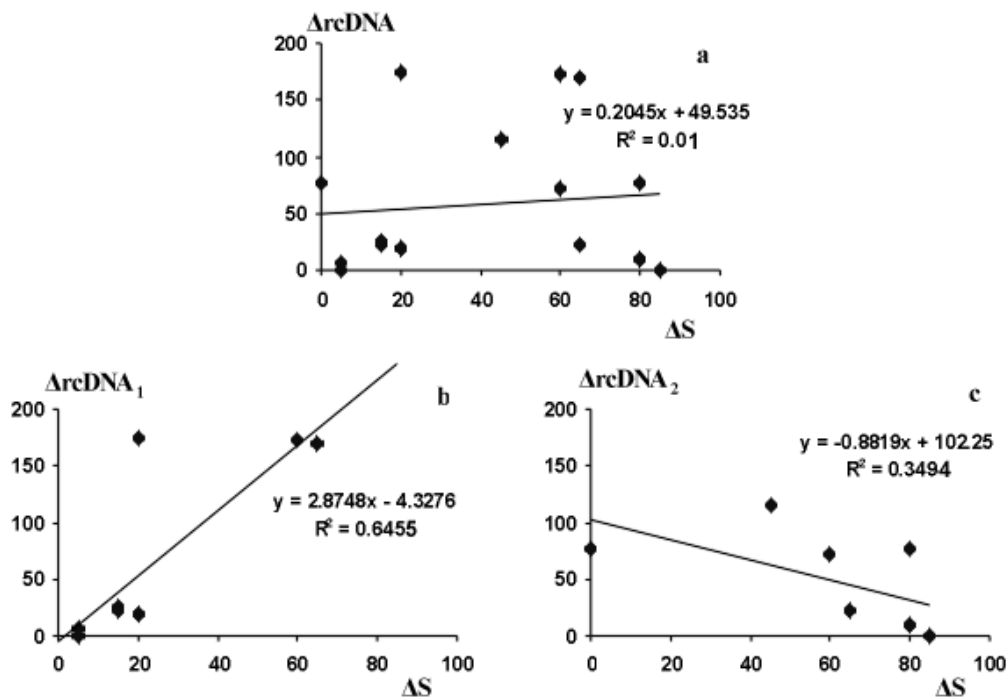 ΔrcDNA
a
200
150
100
50
0
y = 0.2045x + 49.535
R² = 0.01
0 20 40 60 80 100
ΔS
ΔrcDNA₁
b
200
150
100
50
0
y = 2.8748x - 4.3276
R² = 0.6455
0 20 40 60 80 100
ΔS
ΔrcDNA₂
c
200
150
100
50
0
y = -0.8819x + 102.25
R² = 0.3494
0 20 40 60 80 100
ΔS